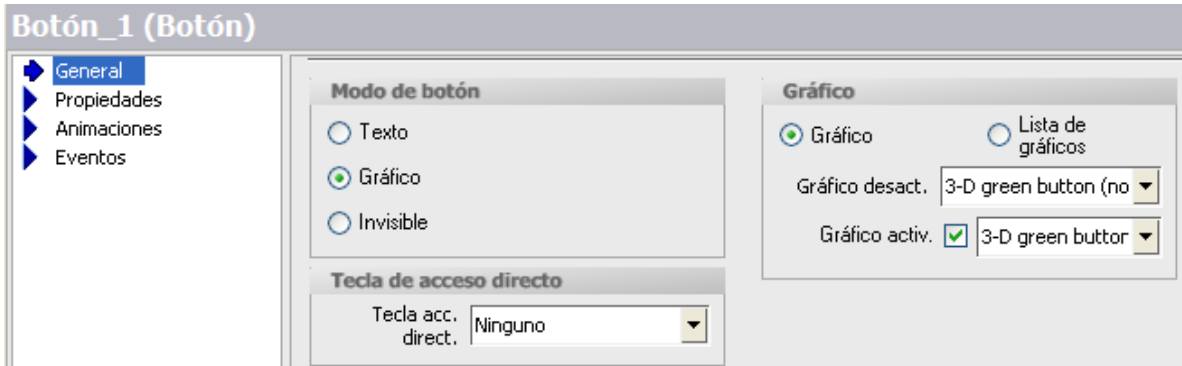 Botón_1 (Botón)
General
Propiedades
Animaciones
Eventos
Modo de botón
Texto
Gráfico
Invisible
Tecla de acceso directo
Tecla acc.
direct.
Ninguno
Gráfico
Gráfico
Lista de
gráficos
Gráfico desact.
3-D green button (no
Gráfico activ.
3-D green buttor